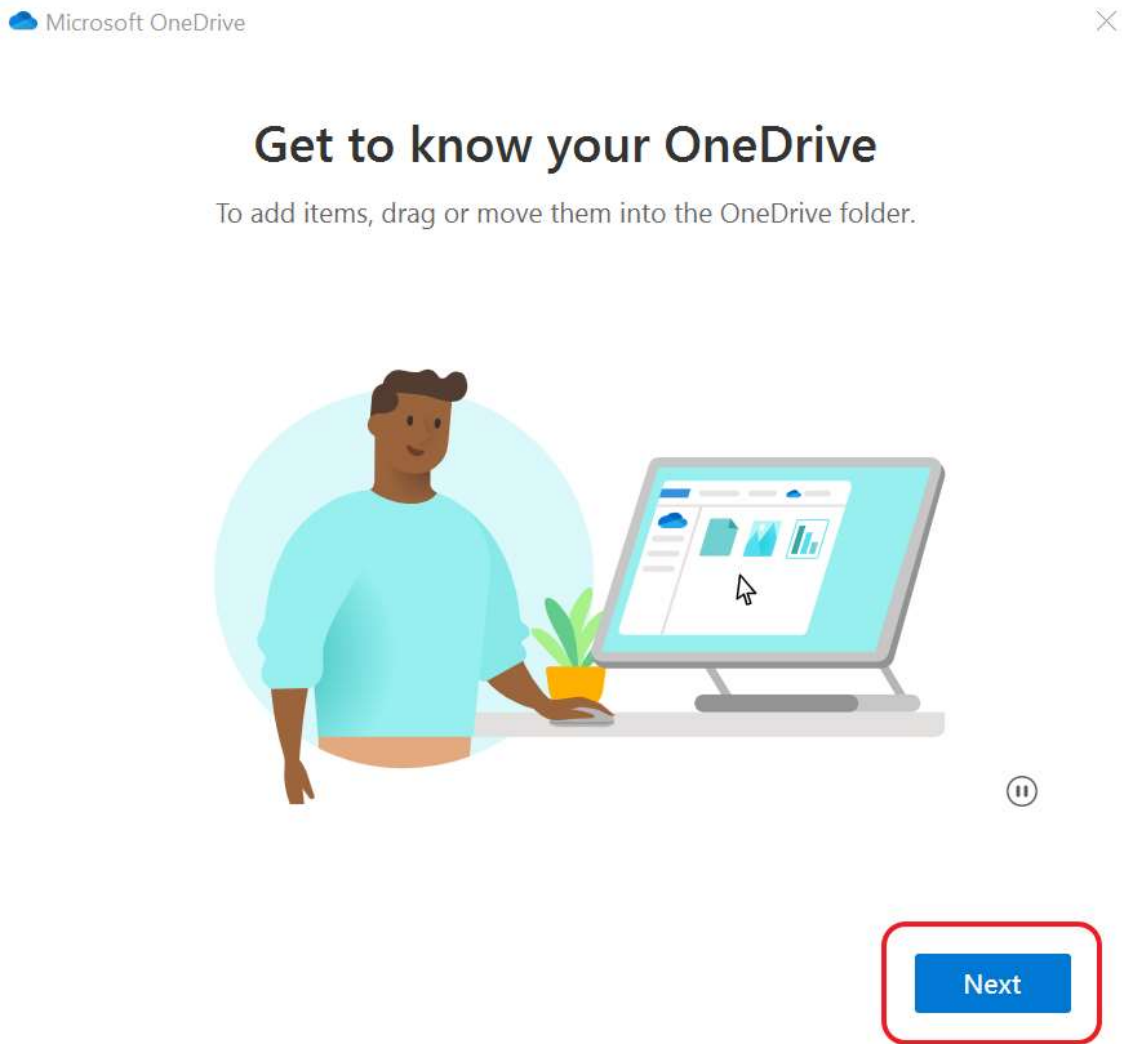 Microsoft OneDrive
Get to know your OneDrive
To add items, drag or move them into the OneDrive folder.
Next